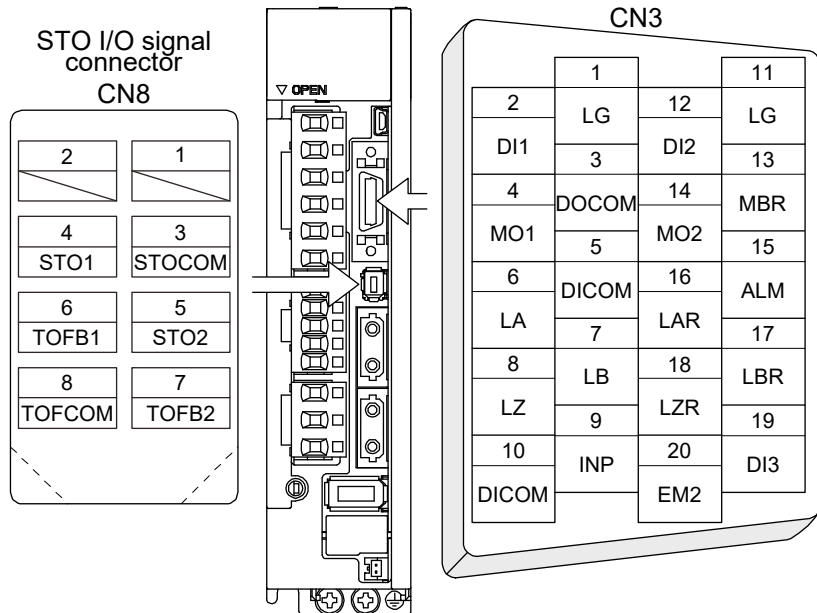 STO I/O signal
connector
CN8
2
1
4
STO1
3
STOCOM
6
TOFB1
5
STO2
8
TOFCOM
7
TOFB2
▽ OPEN
CN3
1
LG
11
LG
2
DI1
12
DI2
3
DOCOM
13
MBR
4
MO1
14
MO2
5
DICOM
15
ALM
6
LA
16
LAR
7
LB
17
LBR
8
LZ
18
LZR
9
INP
19
DI3
10
DICOM
20
EM2